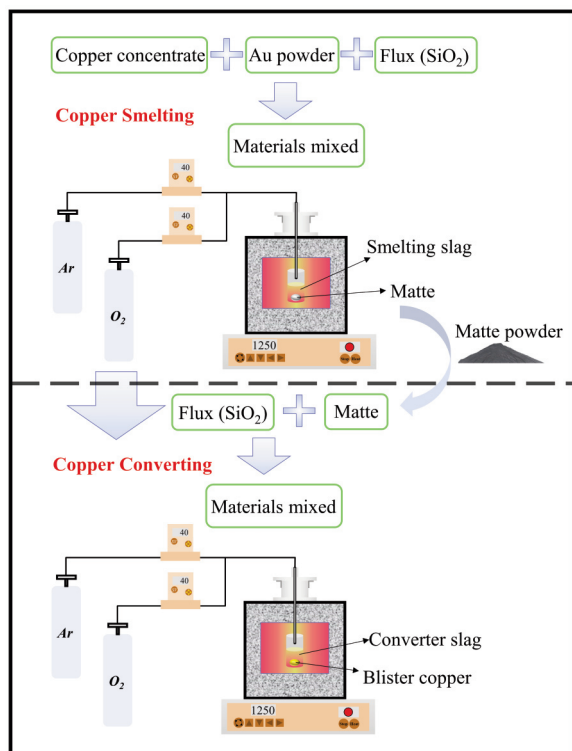 Copper concentrate
Au powder
Flux (SiO₂)
Copper Smelting
Materials mixed
40
40
Ar
O₂
Smelting slag
Matte
1250
Matte powder
Flux (SiO₂)
Matte
Copper Converting
Materials mixed
40
40
Ar
O₂
Converter slag
Blister copper
1250